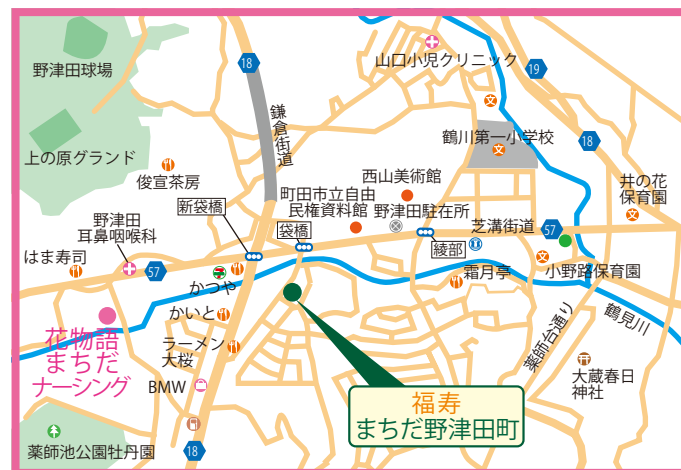 野津田球場
18
山口小児クリニック
19
文
鎌倉街道
鶴川第一小学校
文
18
上の原グランド
俊宣茶房
西山美術館
井の花
保育園
文
町田市立自由
民権資料館
野津田駐在所
新袋橋
袋橋
綾部
芝溝街道
57
野津田
耳鼻咽喉科
はま寿司
57
文
小野路保育園
かつや
霜月亭
かいと
鶴見川
薬師台通り
花物語
まちだ
ナーシング
ラーメン
大桜
BMW
大蔵春日
神社
福寿
まちだ野津田町
薬師池公園牡丹園
18